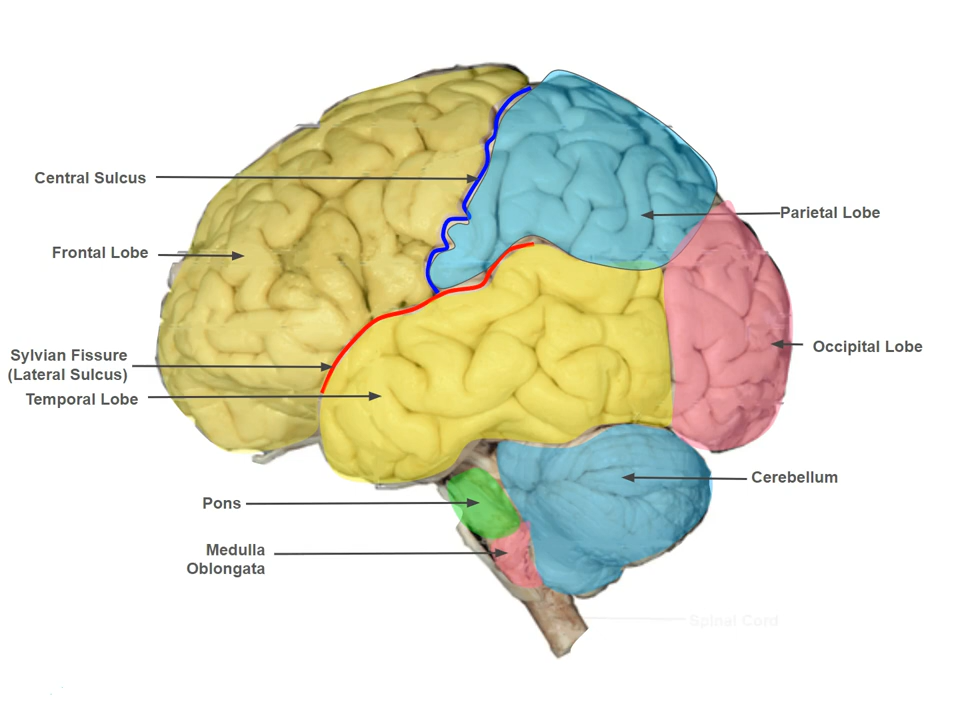 Central Sulcus
Parietal Lobe
Frontal Lobe
Occipital Lobe
Sylvian Fissure
(Lateral Sulcus)
Temporal Lobe
Cerebellum
Pons
Medulla
Oblongata
Spinal Cord